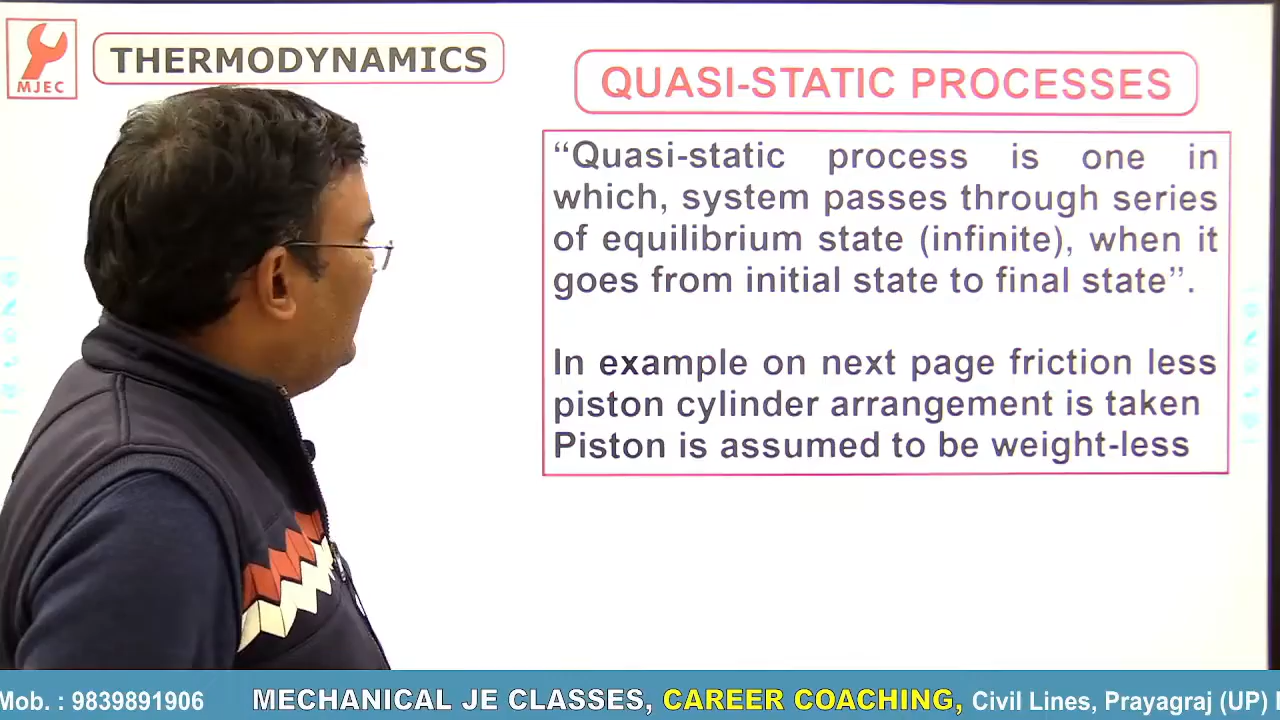 MJEC
THERMODYNAMICS
QUASI-STATIC PROCESSES
“Quasi-static process is one in
which, system passes through series
of equilibrium state (infinite), when it
goes from initial state to final state”.
In example on next page friction less
piston cylinder arrangement is taken
Piston is assumed to be weight-less
Mob. : 9839891906 MECHANICAL JE CLASSES, CAREER COACHING, Civil Lines, Prayagraj (UP)